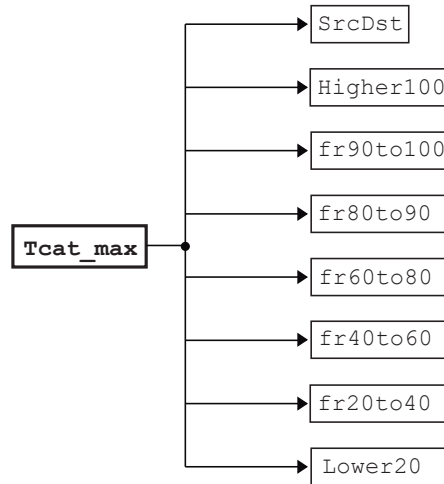 SrcDst
Higher100
fr90to100
fr80to90
Tcat_max
fr60to80
fr40to60
fr20to40
Lower20